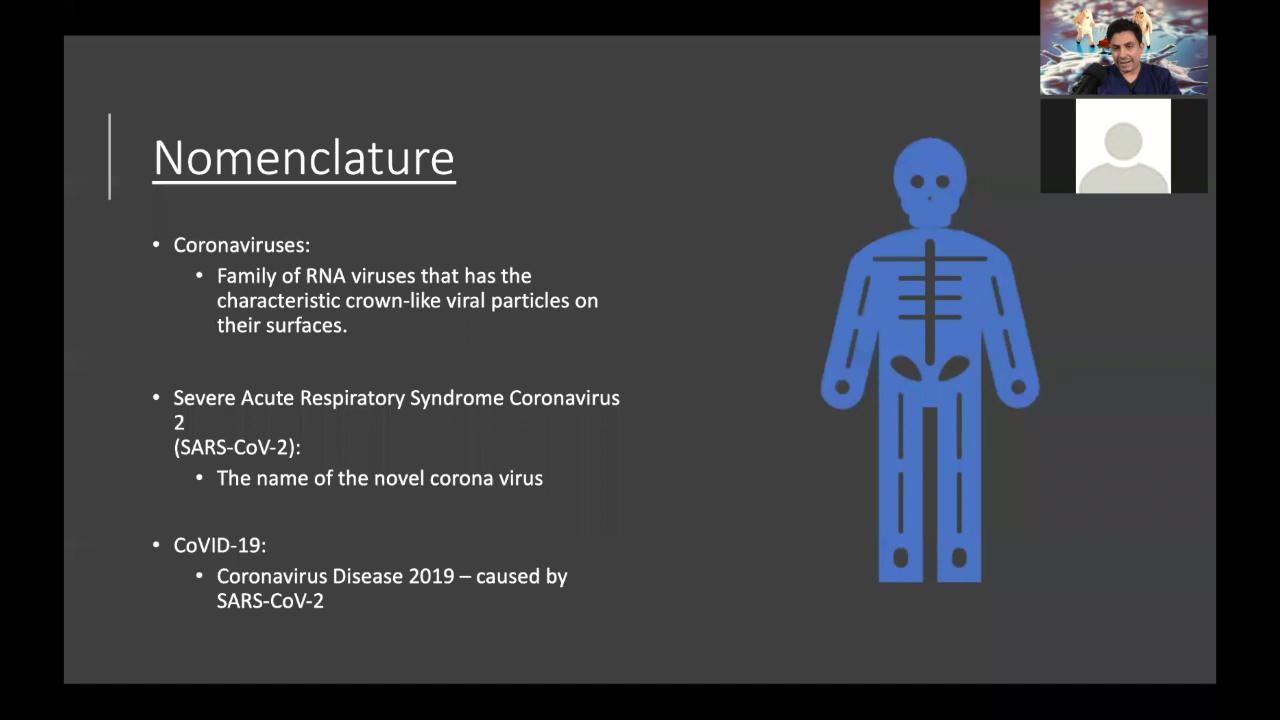 Nomenclature
• Coronaviruses:
• Family of RNA viruses that has the
characteristic crown-like viral particles on
their surfaces.
• Severe Acute Respiratory Syndrome Coronavirus
2
(SARS-CoV-2):
• The name of the novel corona virus
• CoVID-19:
• Coronavirus Disease 2019 – caused by
SARS-CoV-2